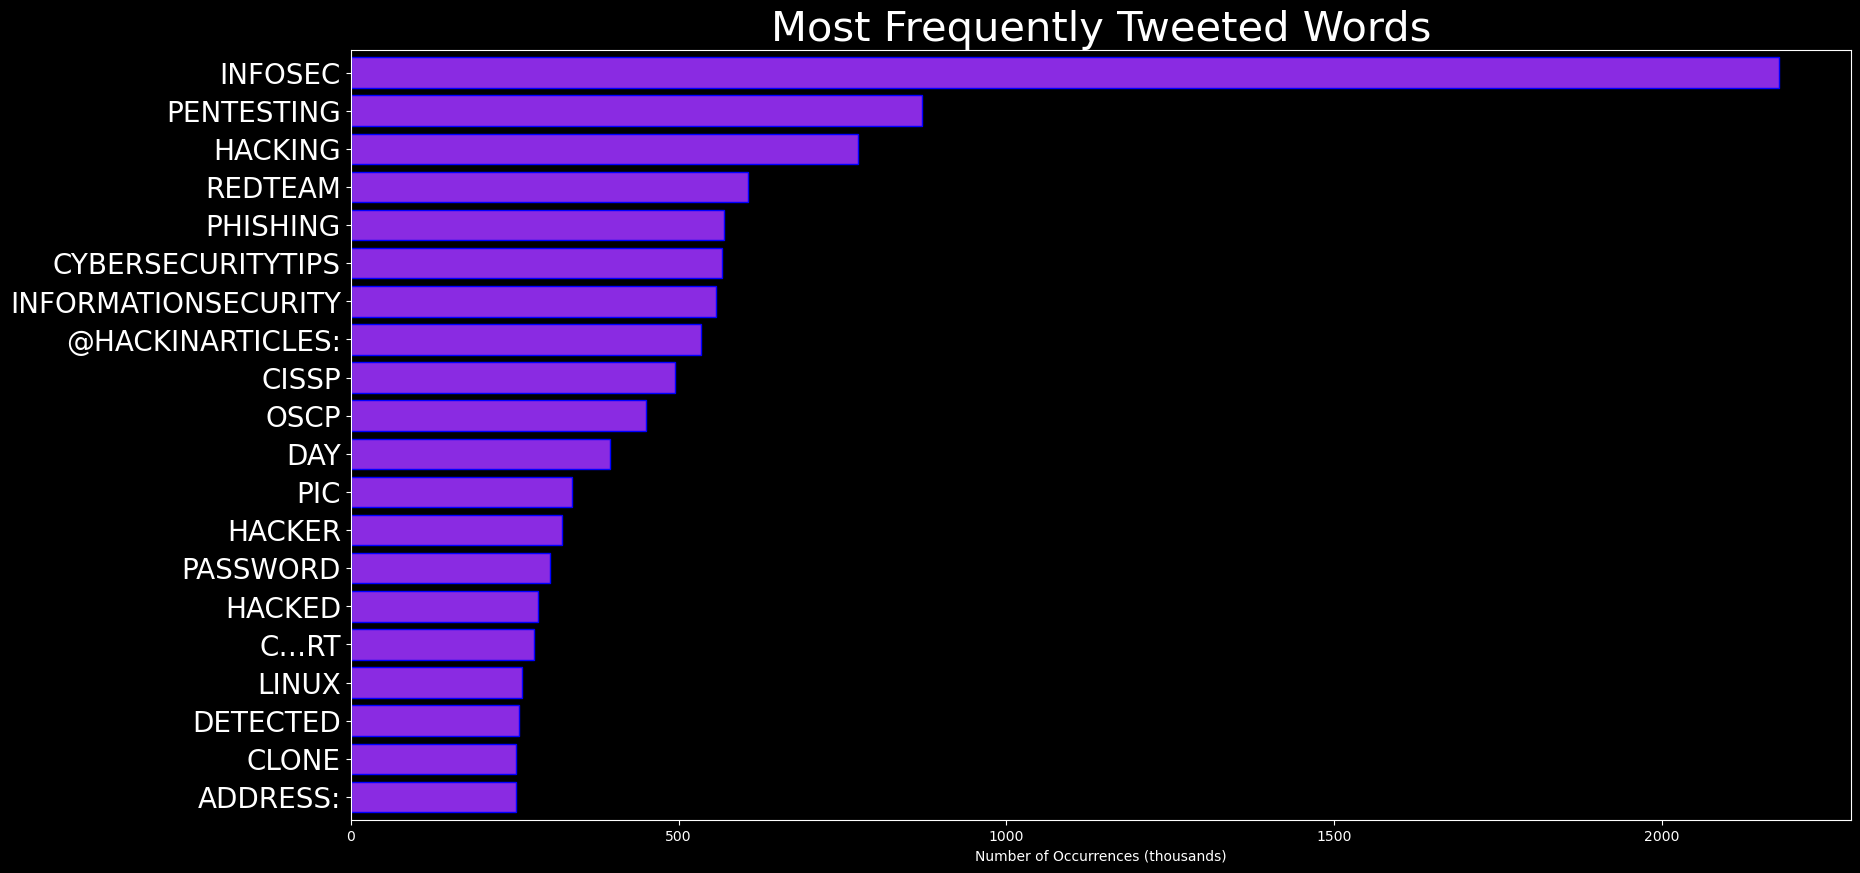 Most Frequently Tweeted Words
INFOSEC
PENTESTING
HACKING
REDTEAM
PHISHING
CYBERSECURITYTIPS
INFORMATIONSECURITY
@HACKINARTICLES:
CISSP
OSCP
DAY
PIC
HACKER
PASSWORD
HACKED
C…RT
LINUX
DETECTED
CLONE
ADDRESS:
0 500 1000 1500 2000
Number of Occurrences (thousands)